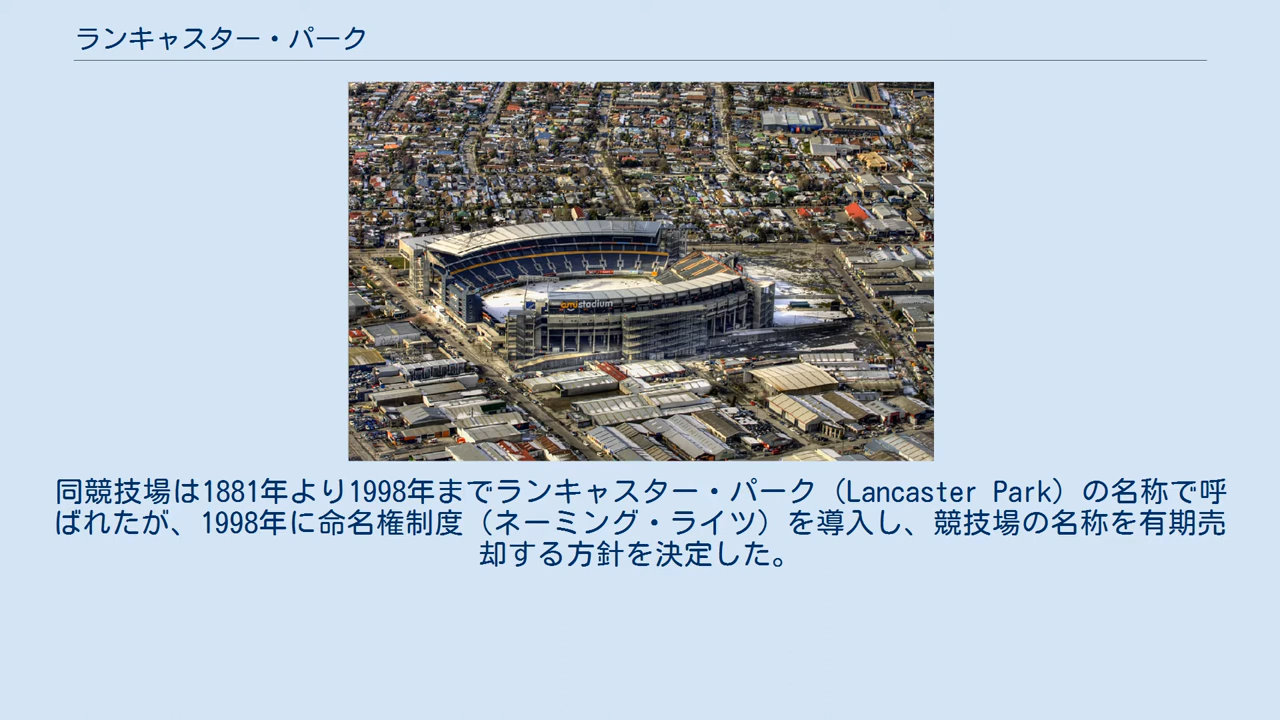 ランキャスター・パーク
amistadium
同競技場は1881年より1998年までランキャスター・パーク（Lancaster Park）の名称で呼
ばれたが、1998年に命名権制度（ネーミング・ライツ）を導入し、競技場の名称を有期売
却する方針を決定した。